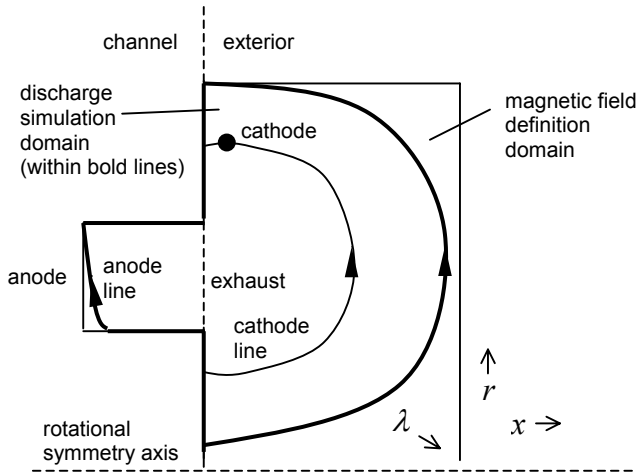 channel
exterior
discharge
simulation
domain
(within bold lines)
cathode
magnetic field
definition
domain
anode
anode
line
exhaust
cathode
line
r
λ
x
rotational
symmetry axis